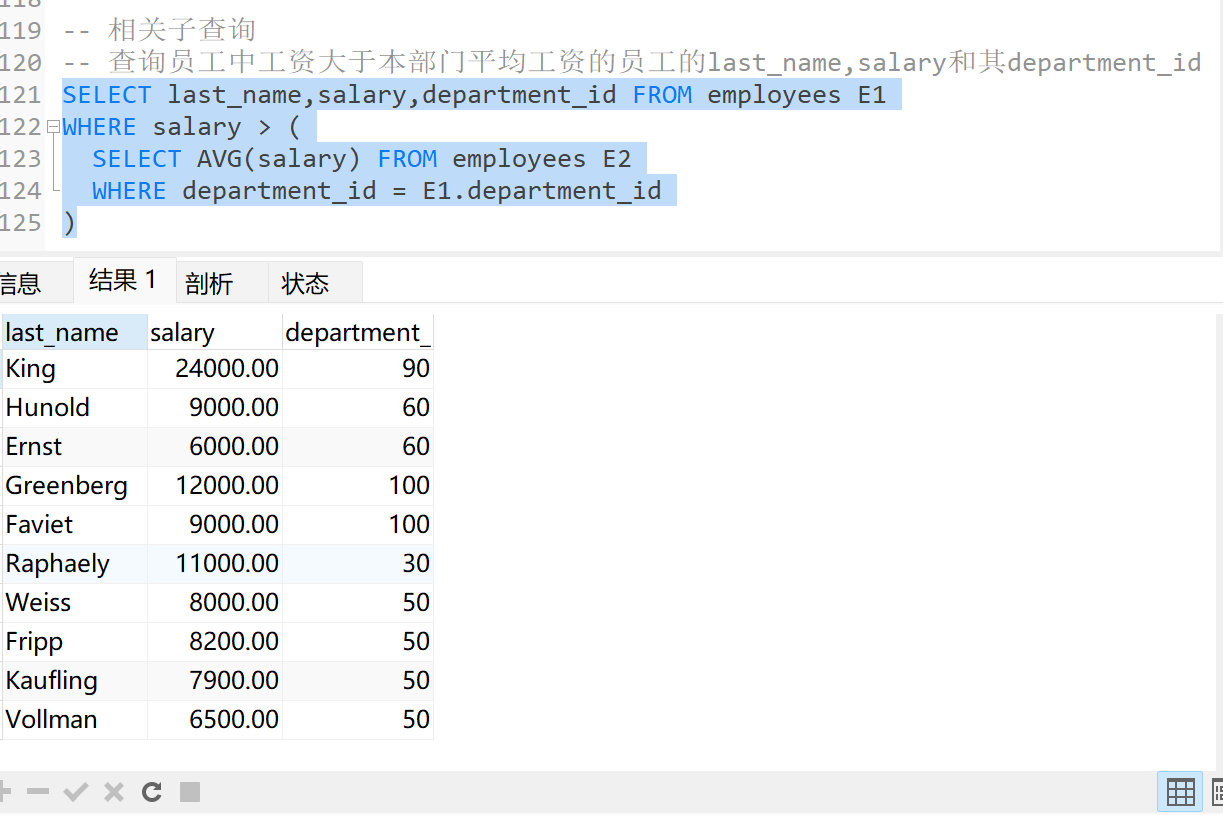 118
119 -- 相关子查询
120 -- 查询员工中工资大于本部门平均工资的员工的last_name,salary和其department_id
121 SELECT last_name,salary,department_id FROM employees E1
122 WHERE salary > (
123 SELECT AVG(salary) FROM employees E2
124 WHERE department_id = E1.department_id
125 )
信息 结果 1 剖析 状态
last_name salary department_
King 24000.00 90
Hunold 9000.00 60
Ernst 6000.00 60
Greenberg 12000.00 100
Faviet 9000.00 100
Raphaely 11000.00 30
Weiss 8000.00 50
Fripp 8200.00 50
Kaufling 7900.00 50
Vollman 6500.00 50